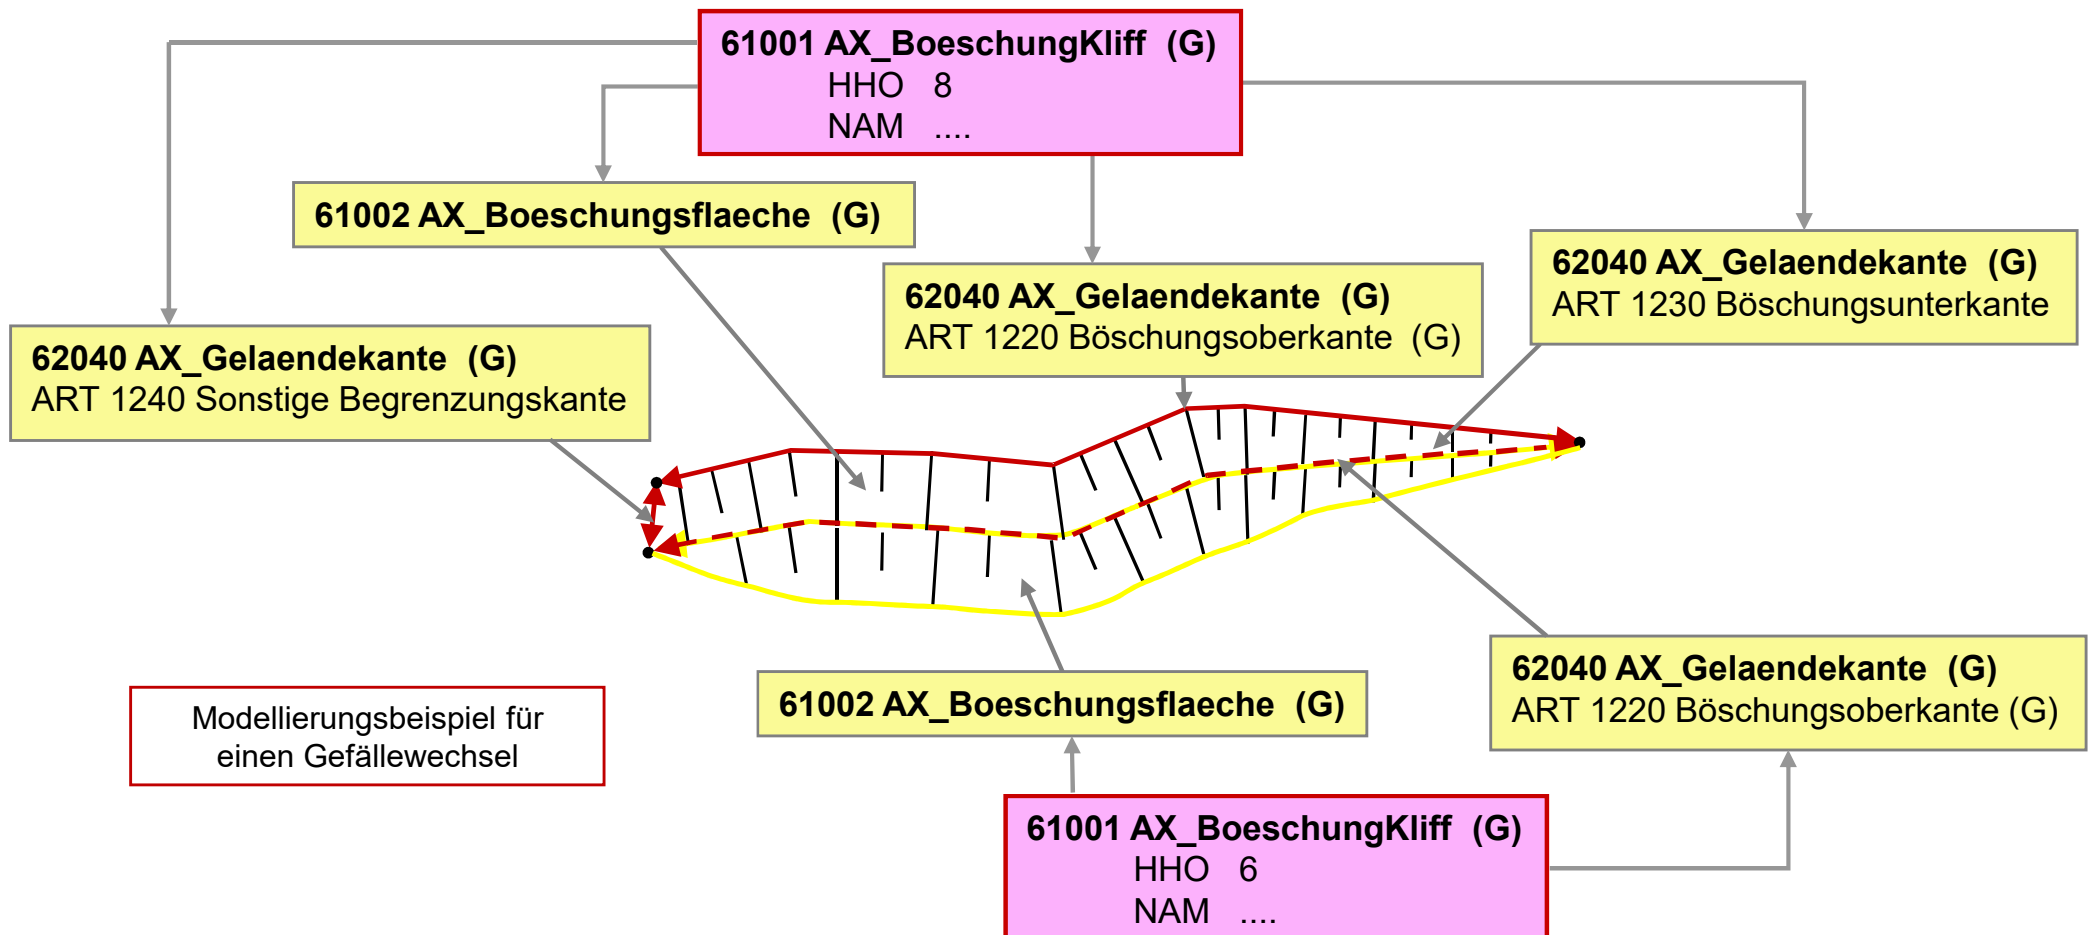 61001 AX_BoeschungKliff (G)
HHO 8
NAM ....
61002 AX_Boeschungsflaeche (G)
62040 AX_Gelaendekante (G)
ART 1230 Böschungsunterkante
62040 AX_Gelaendekante (G)
ART 1220 Böschungsoberkante (G)
62040 AX_Gelaendekante (G)
ART 1240 Sonstige Begrenzungskante
62040 AX_Gelaendekante (G)
ART 1220 Böschungsoberkante (G)
61002 AX_Boeschungsflaeche (G)
Modellierungsbeispiel für
einen Gefällewechsel
61001 AX_BoeschungKliff (G)
HHO 6
NAM ....